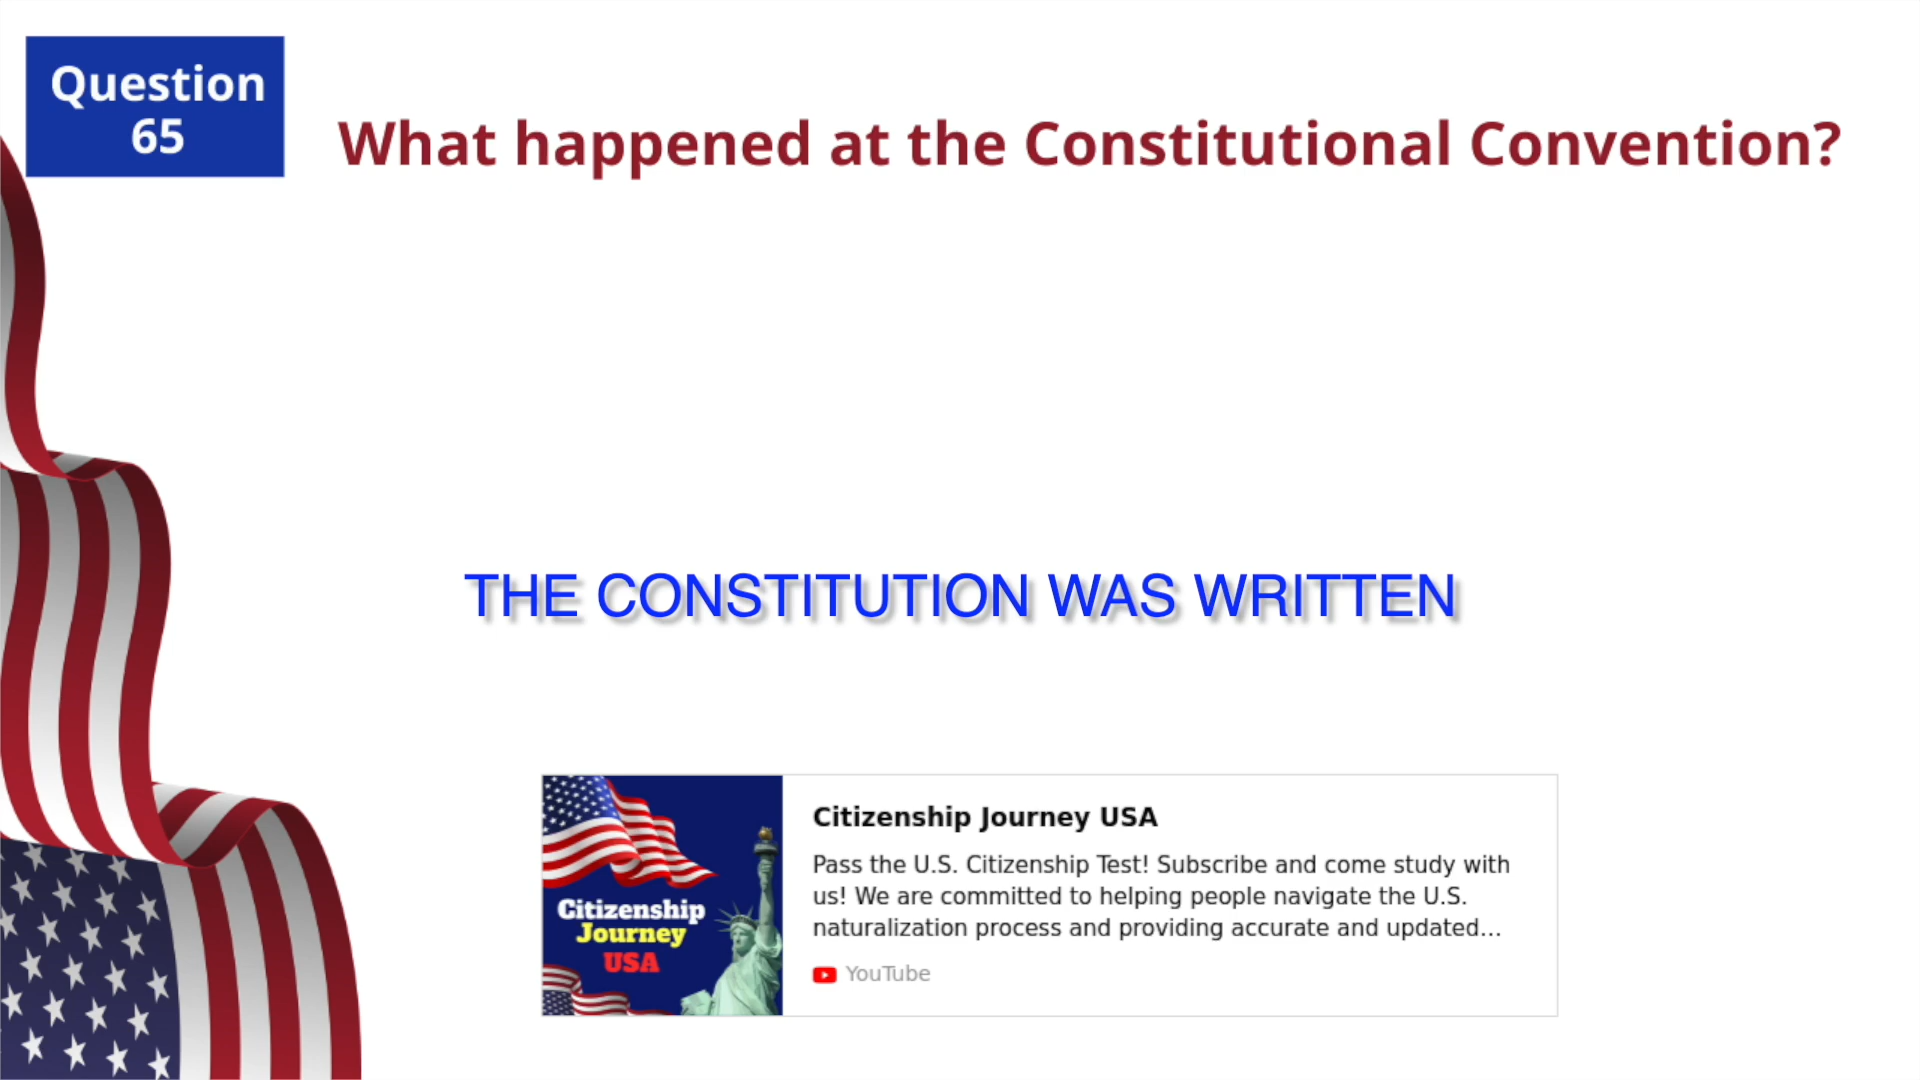 Question
65
What happened at the Constitutional Convention?
THE CONSTITUTION WAS WRITTEN
Citizenship
Journey
USA
Citizenship Journey USA
Pass the U.S. Citizenship Test! Subscribe and come study with
us! We are committed to helping people navigate the U.S.
naturalization process and providing accurate and updated...
YouTube